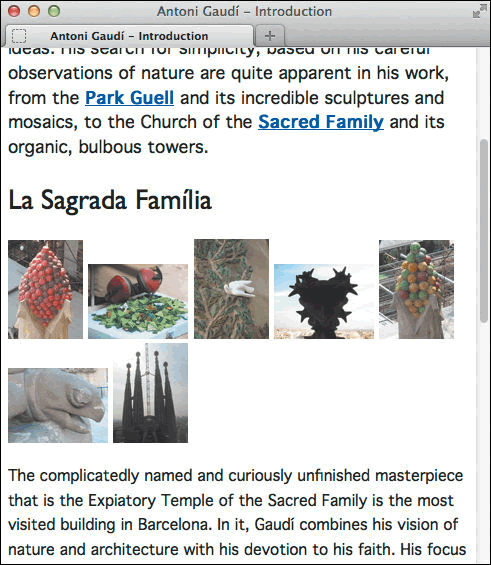 Antoni Gaudí – Introduction
Antoni Gaudí – Introduction
ideas. His search for simplicity, based on his careful
observations of nature are quite apparent in his work,
from the Park Guell and its incredible sculptures and
mosaics, to the Church of the Sacred Family and its
organic, bulbous towers.
La Sagrada Família
The complicatedly named and curiously unfinished masterpiece
that is the Expiatory Temple of the Sacred Family is the most
visited building in Barcelona. In it, Gaudí combines his vision of
nature and architecture with his devotion to his faith. His focus